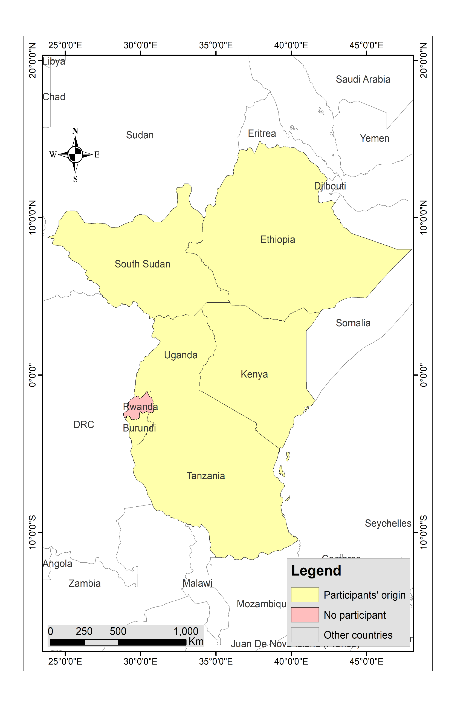 25°0'0"E 30°0'0"E 35°0'0"E 40°0'0"E 45°0'0"E
20°0'0"N 20°0'0"N
Libya
Saudi Arabia
Chad
Sudan
Eritrea
Yemen
N
W E
S
Djibouti
10°0'0"N 10°0'0"N
Ethiopia
South Sudan
Somalia
Uganda
Kenya
0°0'0" 0°0'0"
Rwanda
DRC
Burundi
Tanzania
Seychelles
10°0'0"S 10°0'0"S
Angola
Zambia
Malawi
Mozambiqu
Legend
Participants' origin
No participant
Other countries
0 250 500 1,000
Km
Juan De Nov
25°0'0"E 30°0'0"E 35°0'0"E 40°0'0"E 45°0'0"E